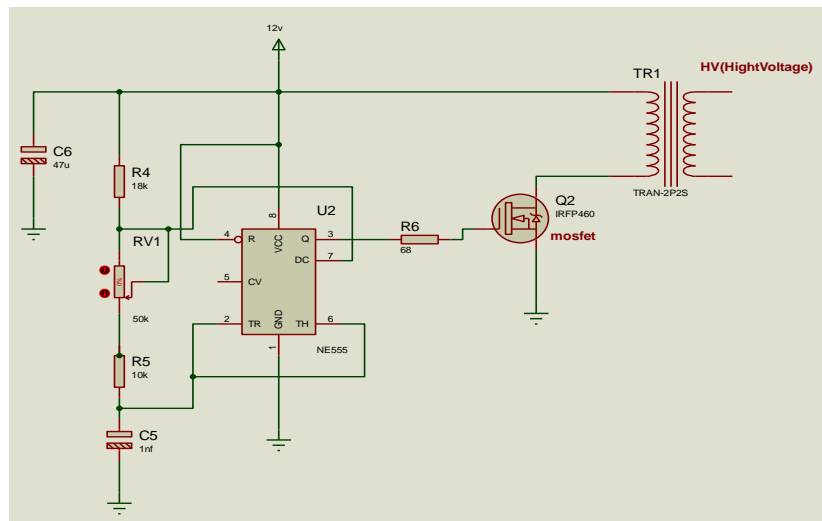 12v
TR1
HV(HightVoltage)
C6
47u
R4
18k
TRAN-2P2S
U2
Q2
IRFP460
mosfet
R6
68
RV1
0%
50k
8
VCC
4
R
Q
3
DC
7
5
CV
2
TR
TH
6
GND
1
NE555
R5
10k
C5
1nf